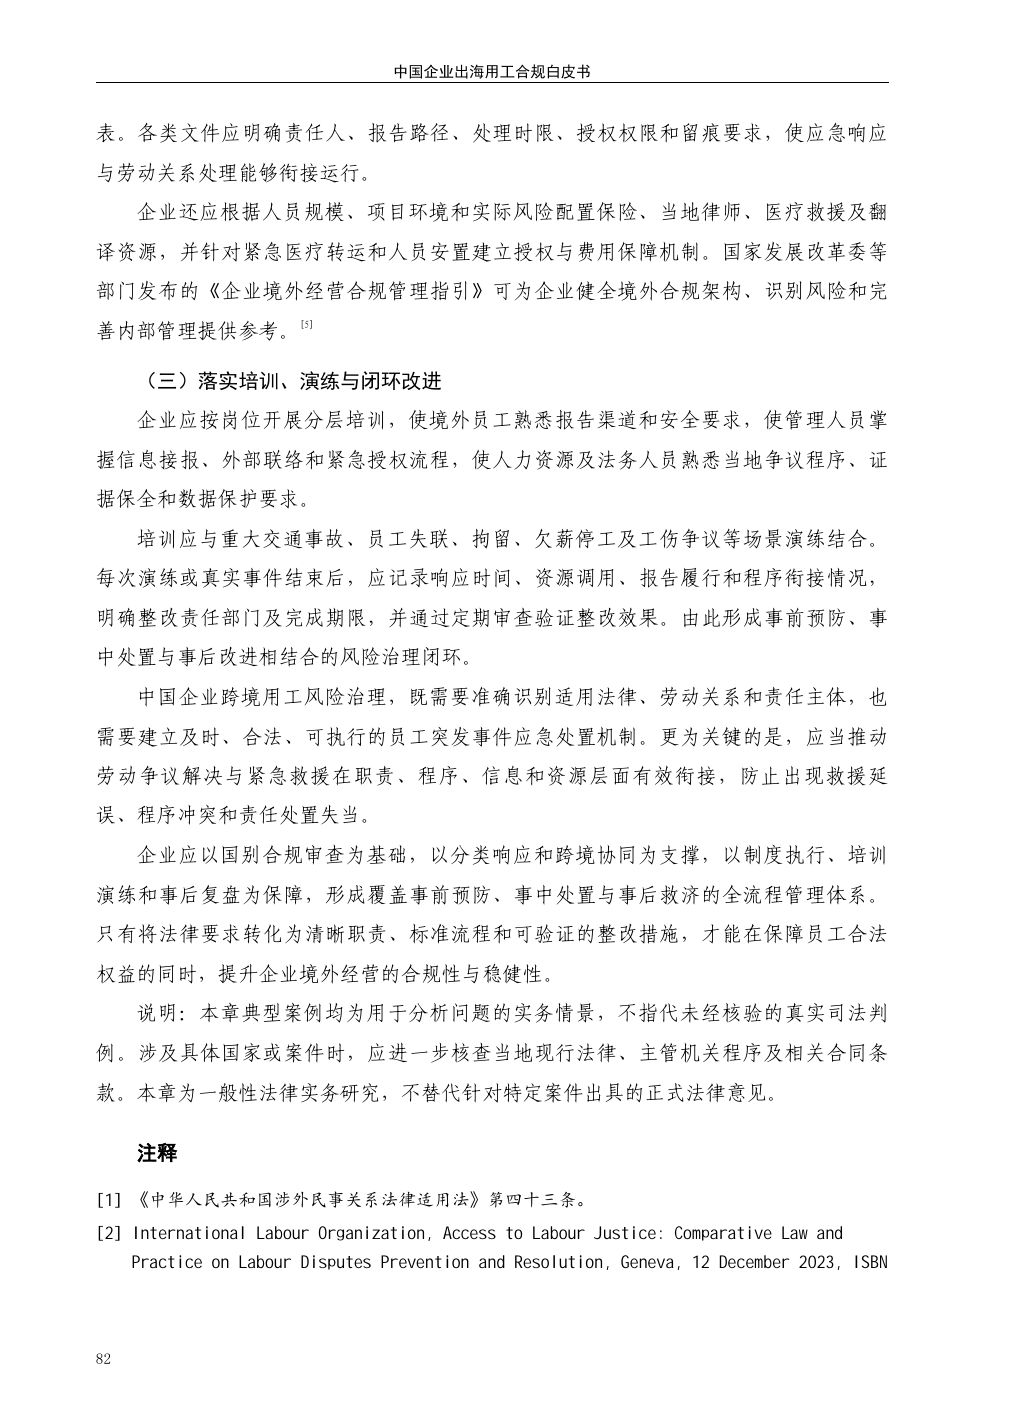 中国企业出海用工合规白皮书
表。各类文件应明确责任人、报告路径、处理时限、授权权限和留痕要求，使应急响应
与劳动关系处理能够衔接运行。
企业还应根据人员规模、项目环境和实际风险配置保险、当地律师、医疗救援及翻
译资源，并针对紧急医疗转运和人员安置建立授权与费用保障机制。国家发展改革委等
部门发布的《企业境外经营合规管理指引》可为企业健全境外合规架构、识别风险和完
善内部管理提供参考。[5]
（三）落实培训、演练与闭环改进
企业应按岗位开展分层培训，使境外员工熟悉报告渠道和安全要求，使管理人员掌
握信息接报、外部联络和紧急授权流程，使人力资源及法务人员熟悉当地争议程序、证
据保全和数据保护要求。
培训应与重大交通事故、员工失联、拘留、欠薪停工及工伤争议等场景演练结合。
每次演练或真实事件结束后，应记录响应时间、资源调用、报告履行和程序衔接情况，
明确整改责任部门及完成期限，并通过定期审查验证整改效果。由此形成事前预防、事
中处置与事后改进相结合的风险治理闭环。
中国企业跨境用工风险治理，既需要准确识别适用法律、劳动关系和责任主体，也
需要建立及时、合法、可执行的员工突发事件应急处置机制。更为关键的是，应当推动
劳动争议解决与紧急救援在职责、程序、信息和资源层面有效衔接，防止出现救援延
误、程序冲突和责任处置失当。
企业应以国别合规审查为基础，以分类响应和跨境协同为支撑，以制度执行、培训
演练和事后复盘为保障，形成覆盖事前预防、事中处置与事后救济的全流程管理体系。
只有将法律要求转化为清晰职责、标准流程和可验证的整改措施，才能在保障员工合法
权益的同时，提升企业境外经营的合规性与稳健性。
说明：本章典型案例均为用于分析问题的实务情景，不指代未经核验的真实司法判
例。涉及具体国家或案件时，应进一步核查当地现行法律、主管机关程序及相关合同条
款。本章为一般性法律实务研究，不替代针对特定案件出具的正式法律意见。
注释
[1] 《中华人民共和国涉外民事关系法律适用法》第四十三条。
[2] International Labour Organization, Access to Labour Justice: Comparative Law and
Practice on Labour Disputes Prevention and Resolution, Geneva, 12 December 2023, ISBN
82